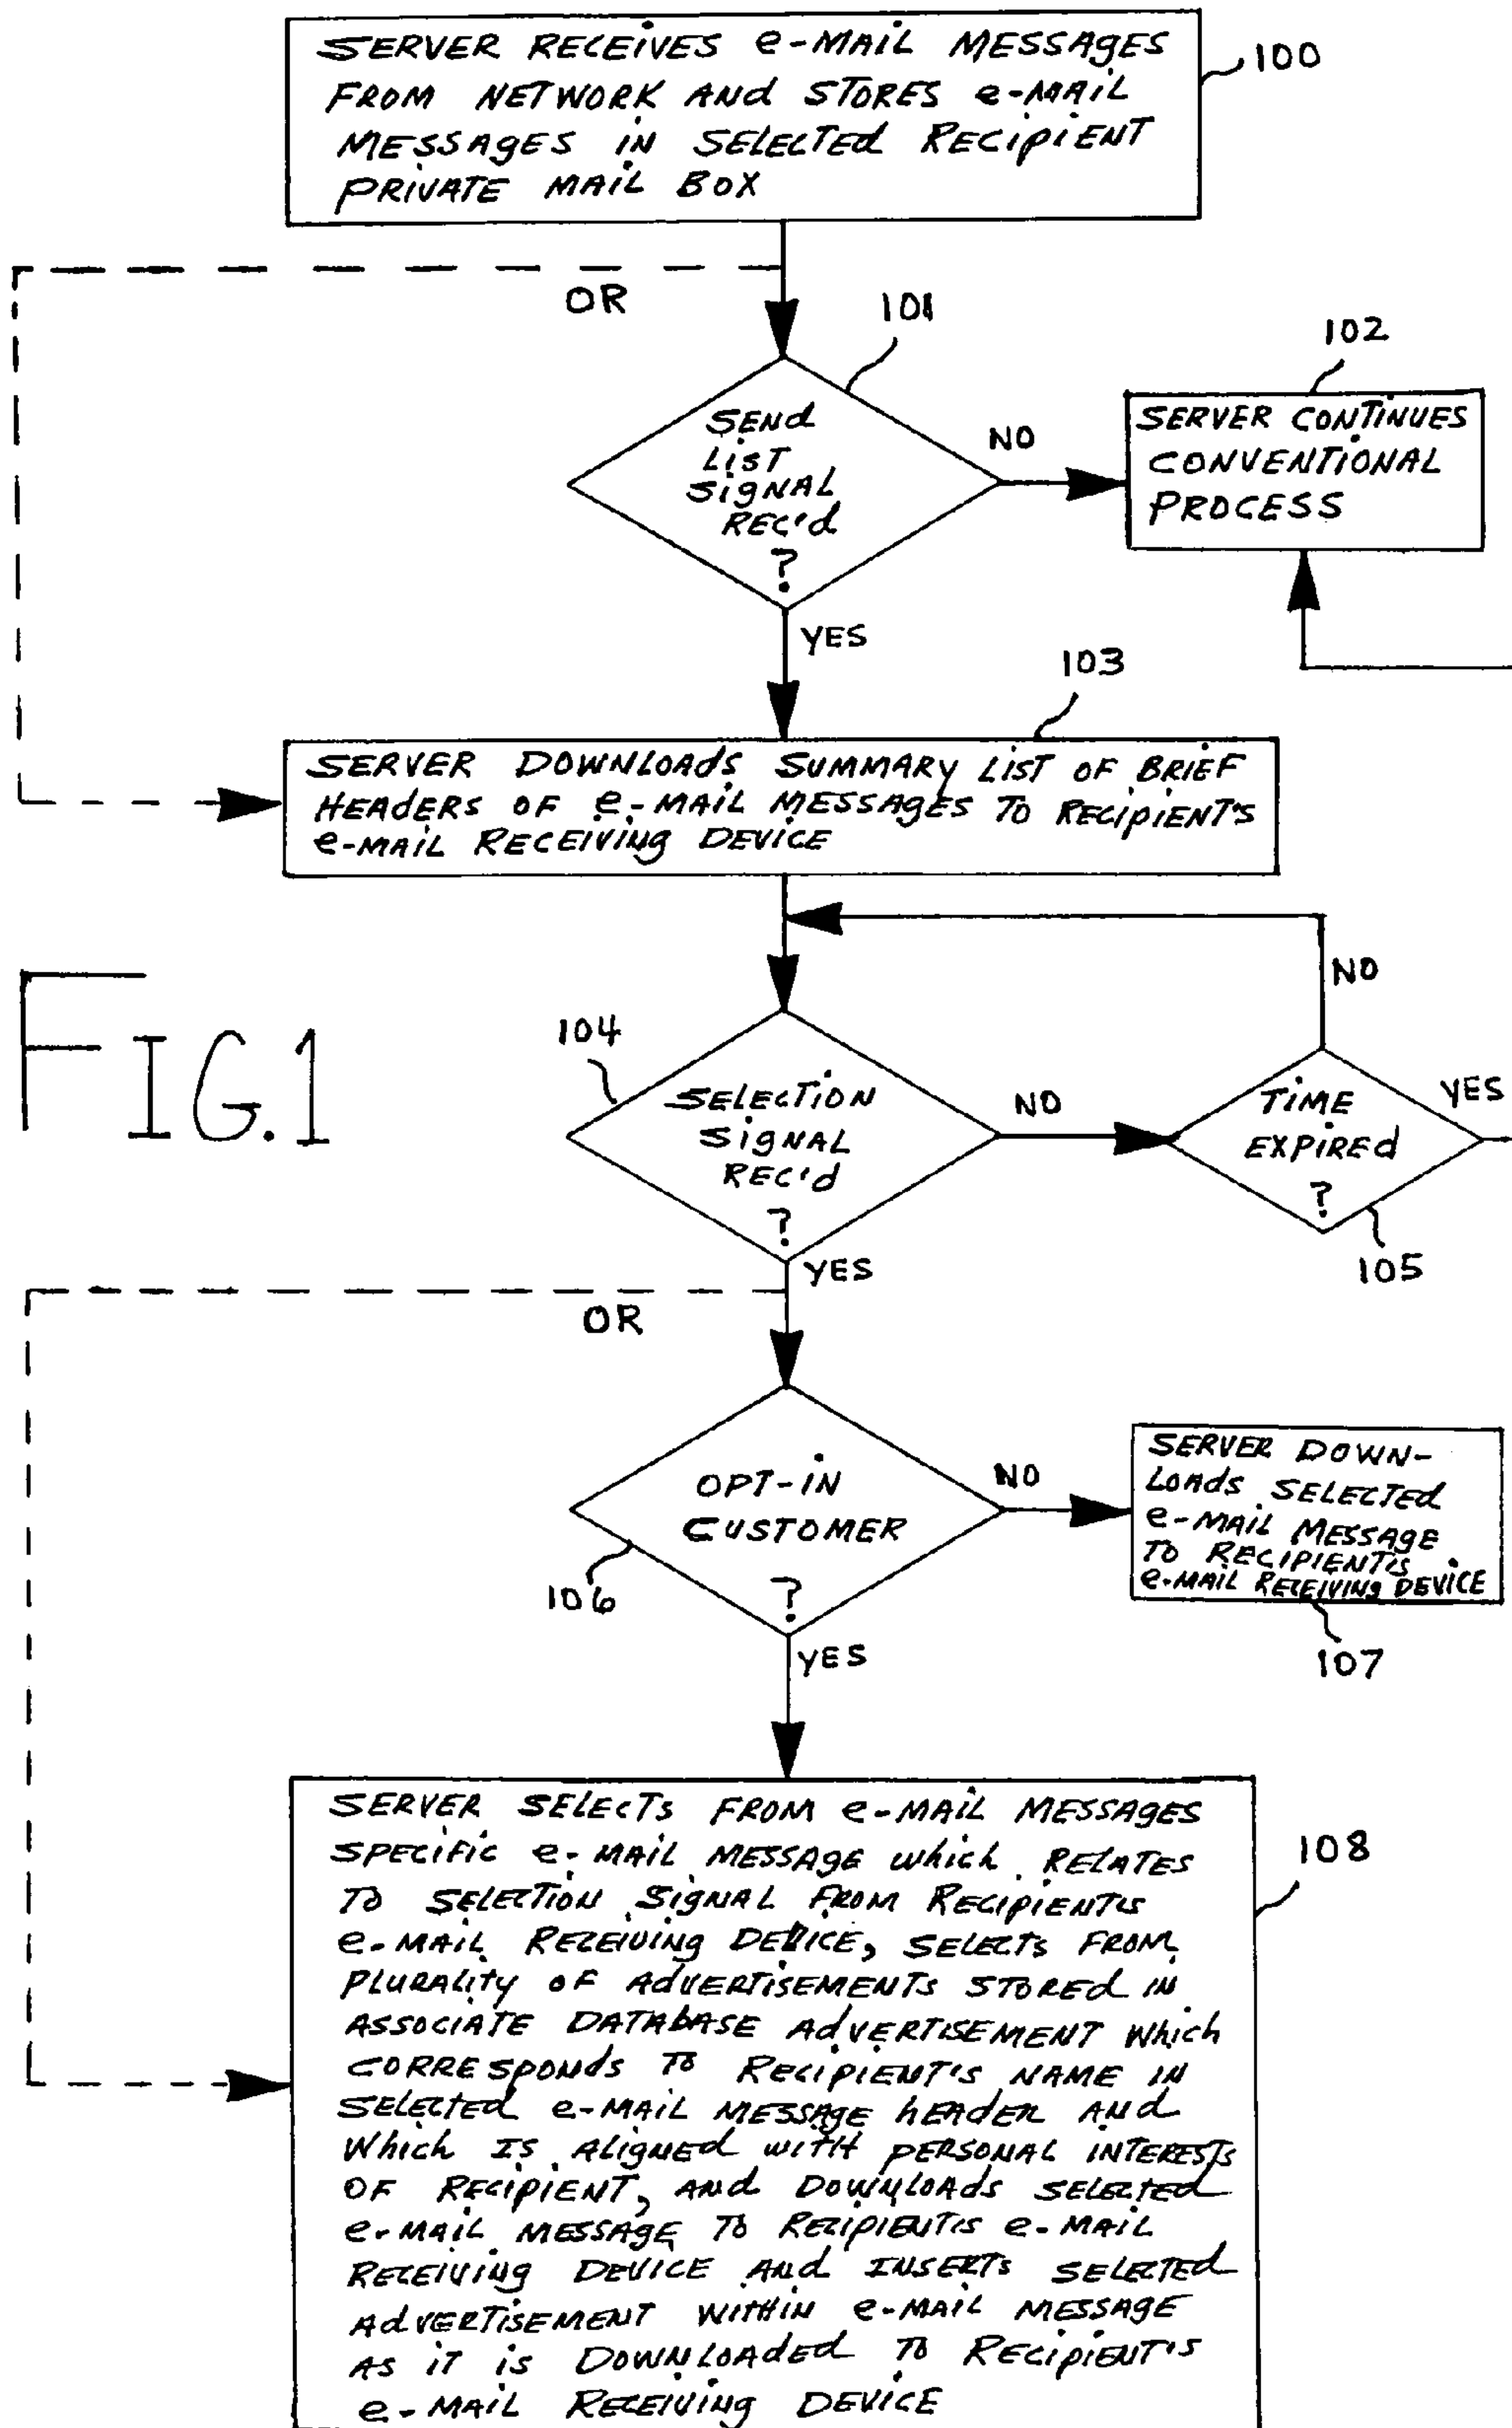 SERVER RECEIVES e-MAIL MESSAGES
FROM NETWORK AND STORES e-MAIL
MESSAGES IN SELECTED RECIPIENT
PRIVATE MAIL BOX
100
OR
101
SEND
LIST
SIGNAL
REC'd
?
NO
102
SERVER CONTINUES
CONVENTIONAL
PROCESS
YES
103
SERVER DOWNLOADS SUMMARY LIST OF BRIEF
HEADERS OF e-MAIL MESSAGES TO RECIPIENT'S
e-MAIL RECEIVING DEVICE
NO
FIG.1
104
SELECTION
SIGNAL
REC'd
?
NO
TIME
EXPIRED
?
YES
105
YES
OR
OPT-IN
CUSTOMER
?
106
NO
SERVER DOWN-
LOADS SELECTED
e-MAIL MESSAGE
TO RECIPIENT'S
e-MAIL RECEIVING DEVICE
107
YES
SERVER SELECTS FROM e-MAIL MESSAGES
SPECIFIC e-MAIL MESSAGE WHICH RELATES
TO SELECTION SIGNAL FROM RECIPIENT'S
e-MAIL RECEIVING DEVICE, SELECTS FROM
PLURALITY OF ADVERTISEMENTS STORED IN
ASSOCIATE DATABASE ADVERTISEMENT WHICH
CORRESPONDS TO RECIPIENT'S NAME IN
SELECTED e-MAIL MESSAGE HEADER AND
WHICH IS ALIGNED WITH PERSONAL INTERESTS
OF RECIPIENT, AND DOWNLOADS SELECTED
e-MAIL MESSAGE TO RECIPIENT'S e-MAIL
RECEIVING DEVICE AND INSERTS SELECTED
ADVERTISEMENT WITHIN e-MAIL MESSAGE
AS IT IS DOWNLOADED TO RECIPIENT'S
e-MAIL RECEIVING DEVICE
108